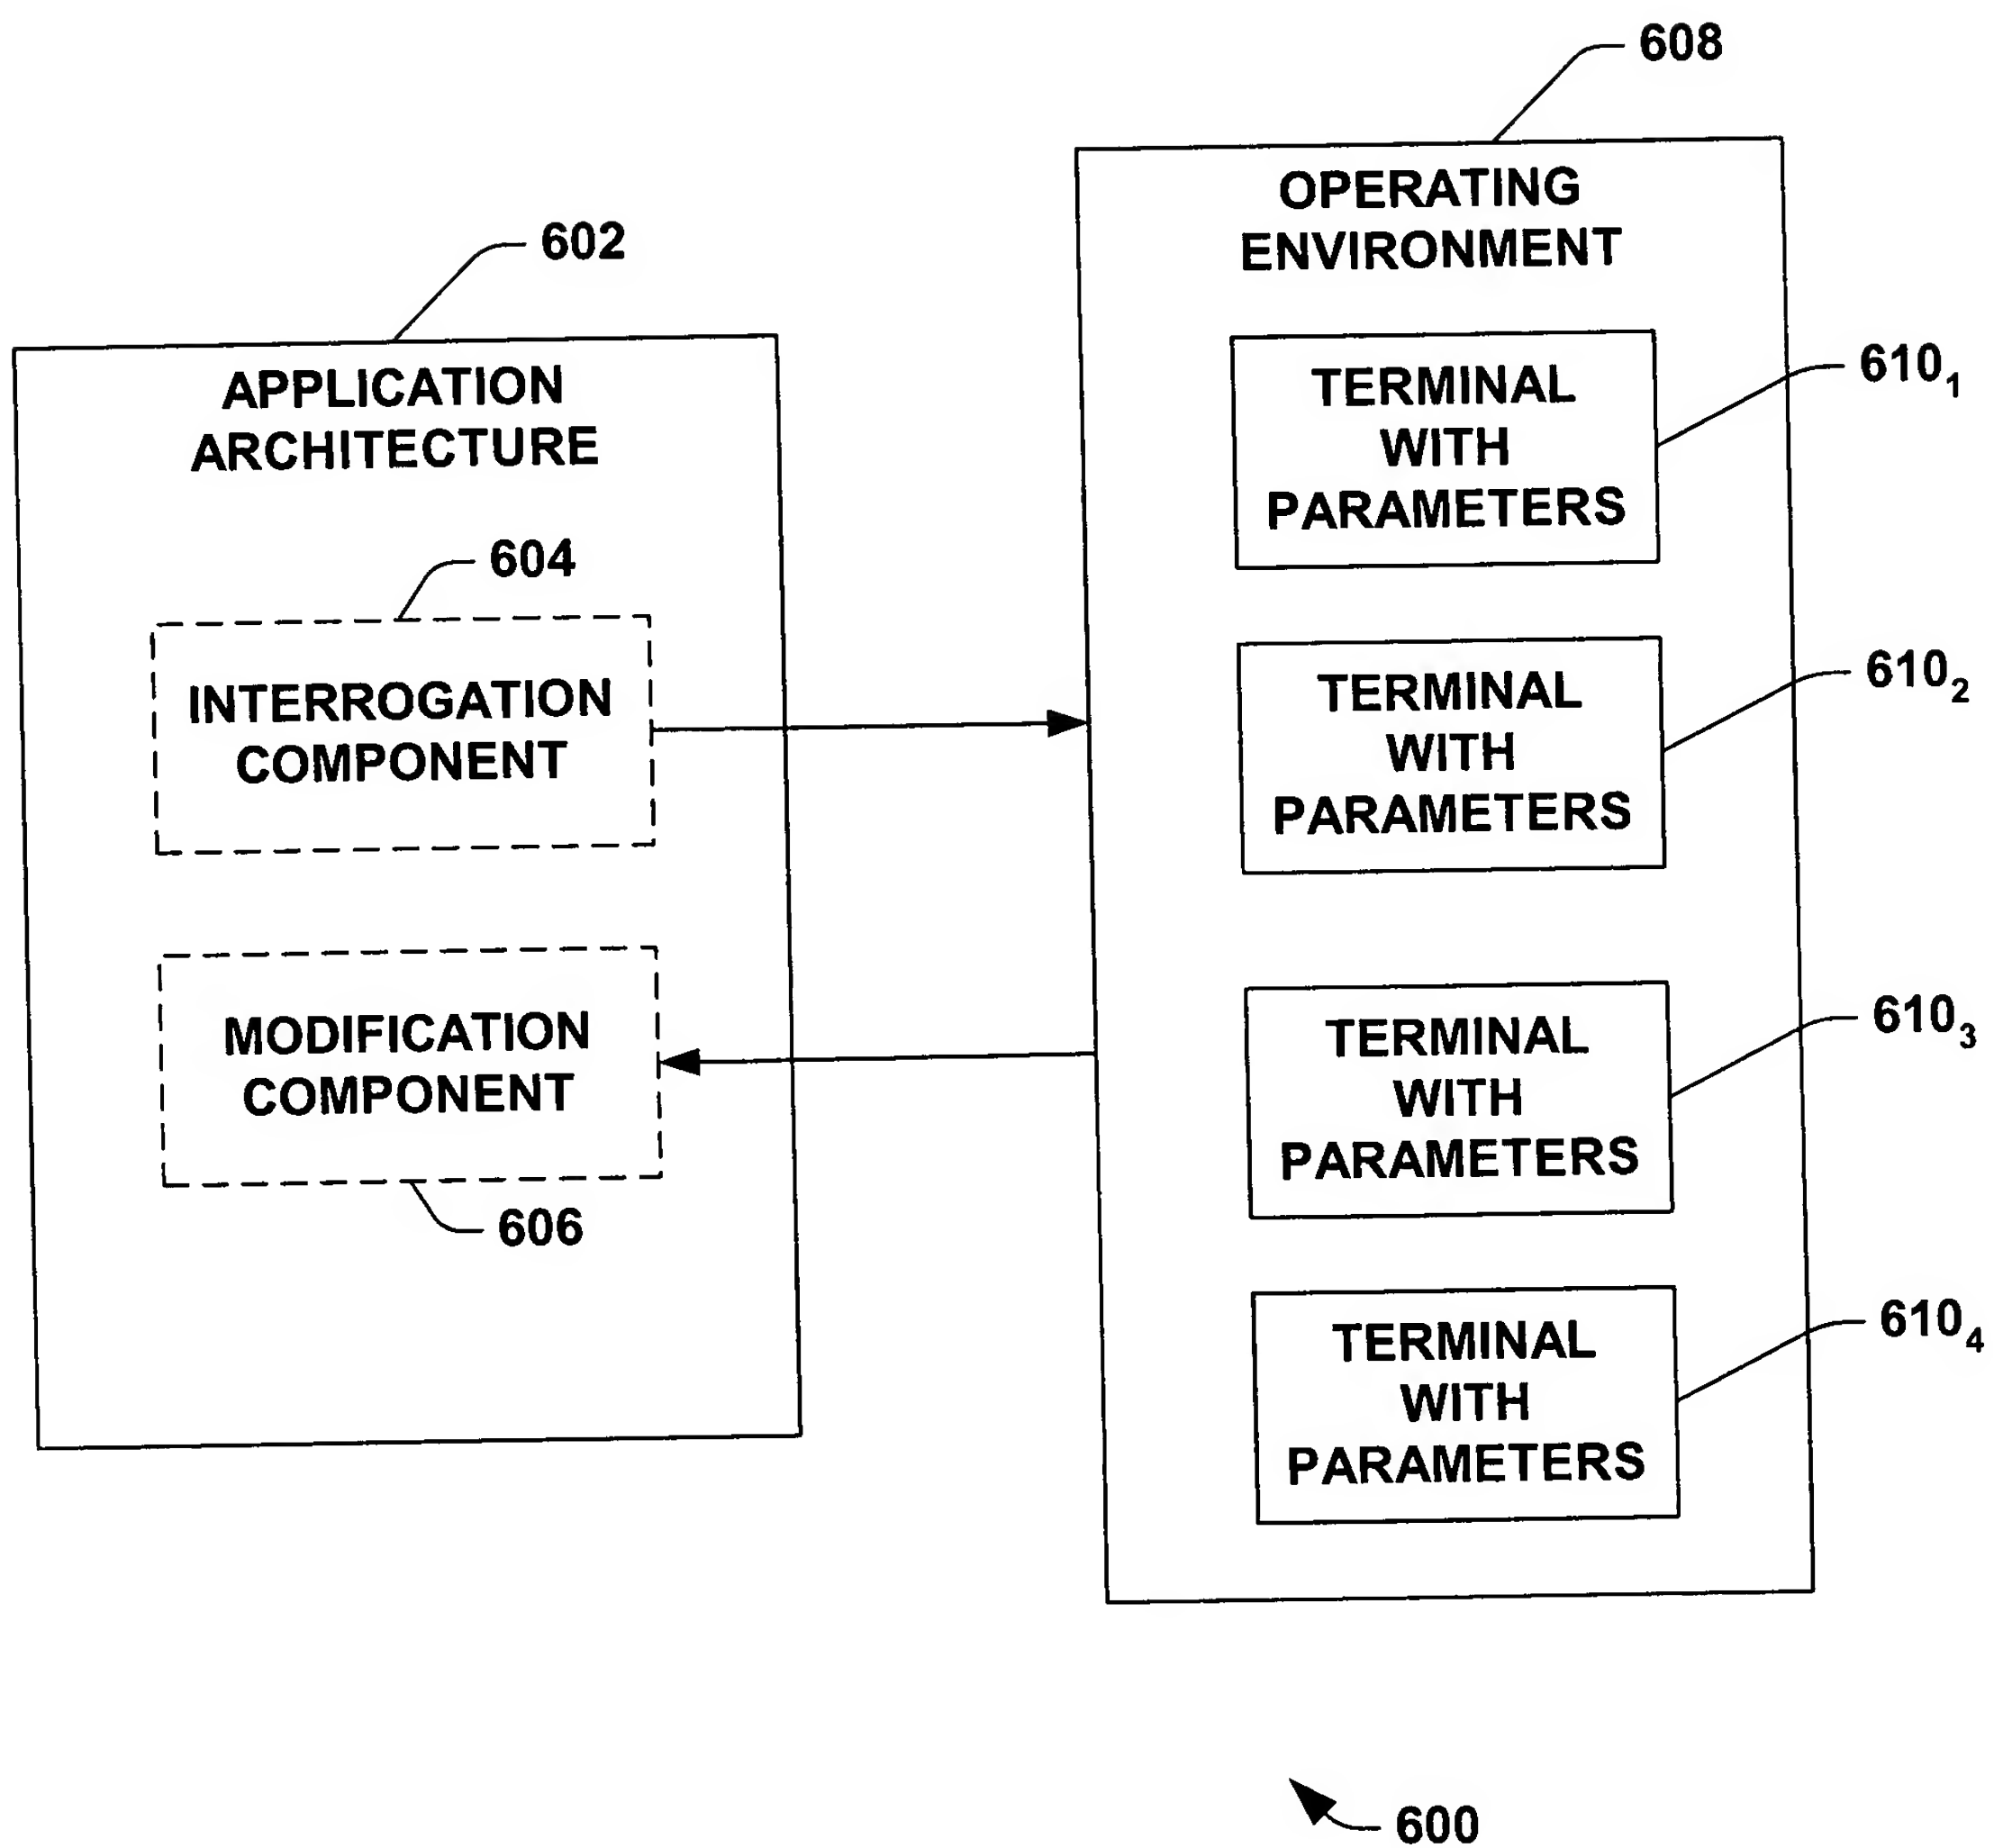 608
OPERATING
ENVIRONMENT
602
APPLICATION
ARCHITECTURE
604
INTERROGATION
COMPONENT
MODIFICATION
COMPONENT
606
TERMINAL
WITH
PARAMETERS
610₁
TERMINAL
WITH
PARAMETERS
610₂
TERMINAL
WITH
PARAMETERS
610₃
TERMINAL
WITH
PARAMETERS
610₄
600